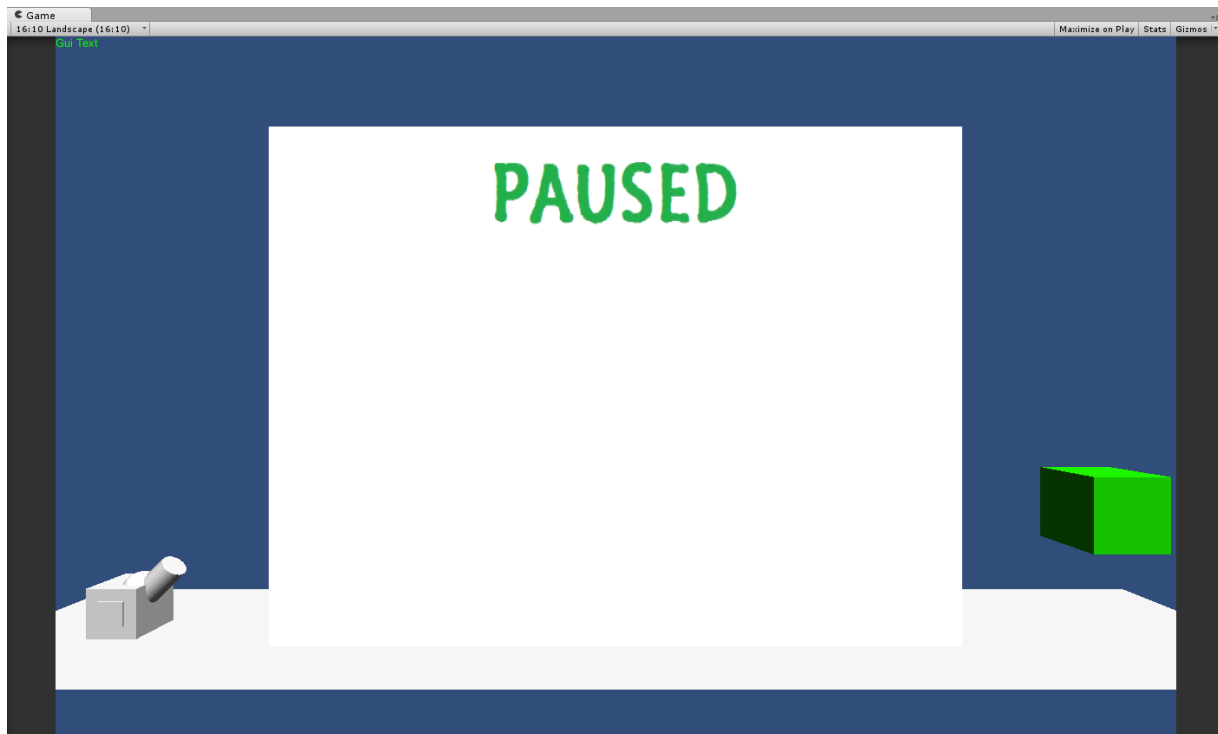 Game
16:10 Landscape (16:10)
Maximize on Play Stats Gizmos
Gui Text
PAUSED